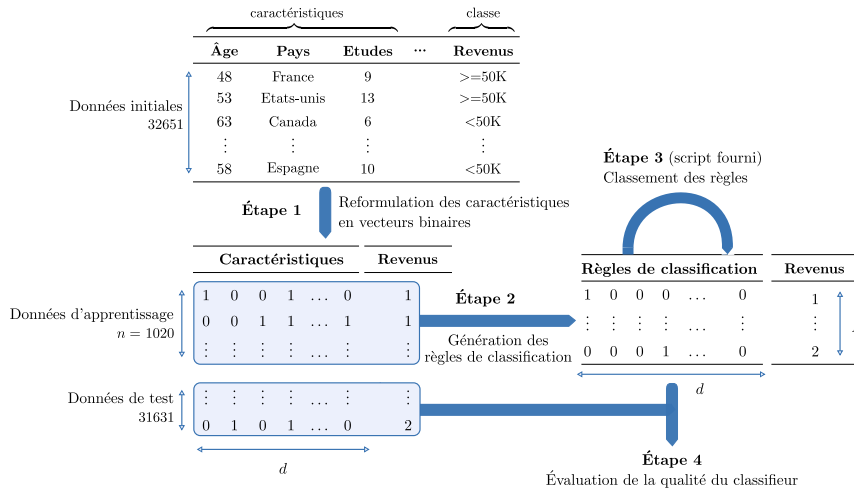 caractéristiques classe
Âge Pays Etudes ... Revenus
48 France 9 >=50K
53 Etats-unis 13 >=50K
63 Canada 6 <50K
⋮ ⋮ ⋮ ⋮
58 Espagne 10 <50K
Données initiales
32651
Étape 1
Reformulation des caractéristiques
en vecteurs binaires
Étape 3 (script fourni)
Classement des règles
Caractéristiques Revenus
1 0 0 1 ... 0 1
0 0 1 1 ... 1 1
⋮ ⋮ ⋮ ⋮ ⋮ ⋮
Données d'apprentissage
n = 1020
Étape 2
Génération des
règles de classification
Règles de classification Revenus
1 0 0 0 ... 0 1
⋮ ⋮ ⋮ ⋮ ... ⋮ ⋮
0 0 0 1 ... 0 2
d
Données de test
31631
⋮ ⋮ ⋮ ⋮ ... ⋮ ⋮
0 1 0 1 ... 0 2
d
Étape 4
Évaluation de la qualité du classifieur